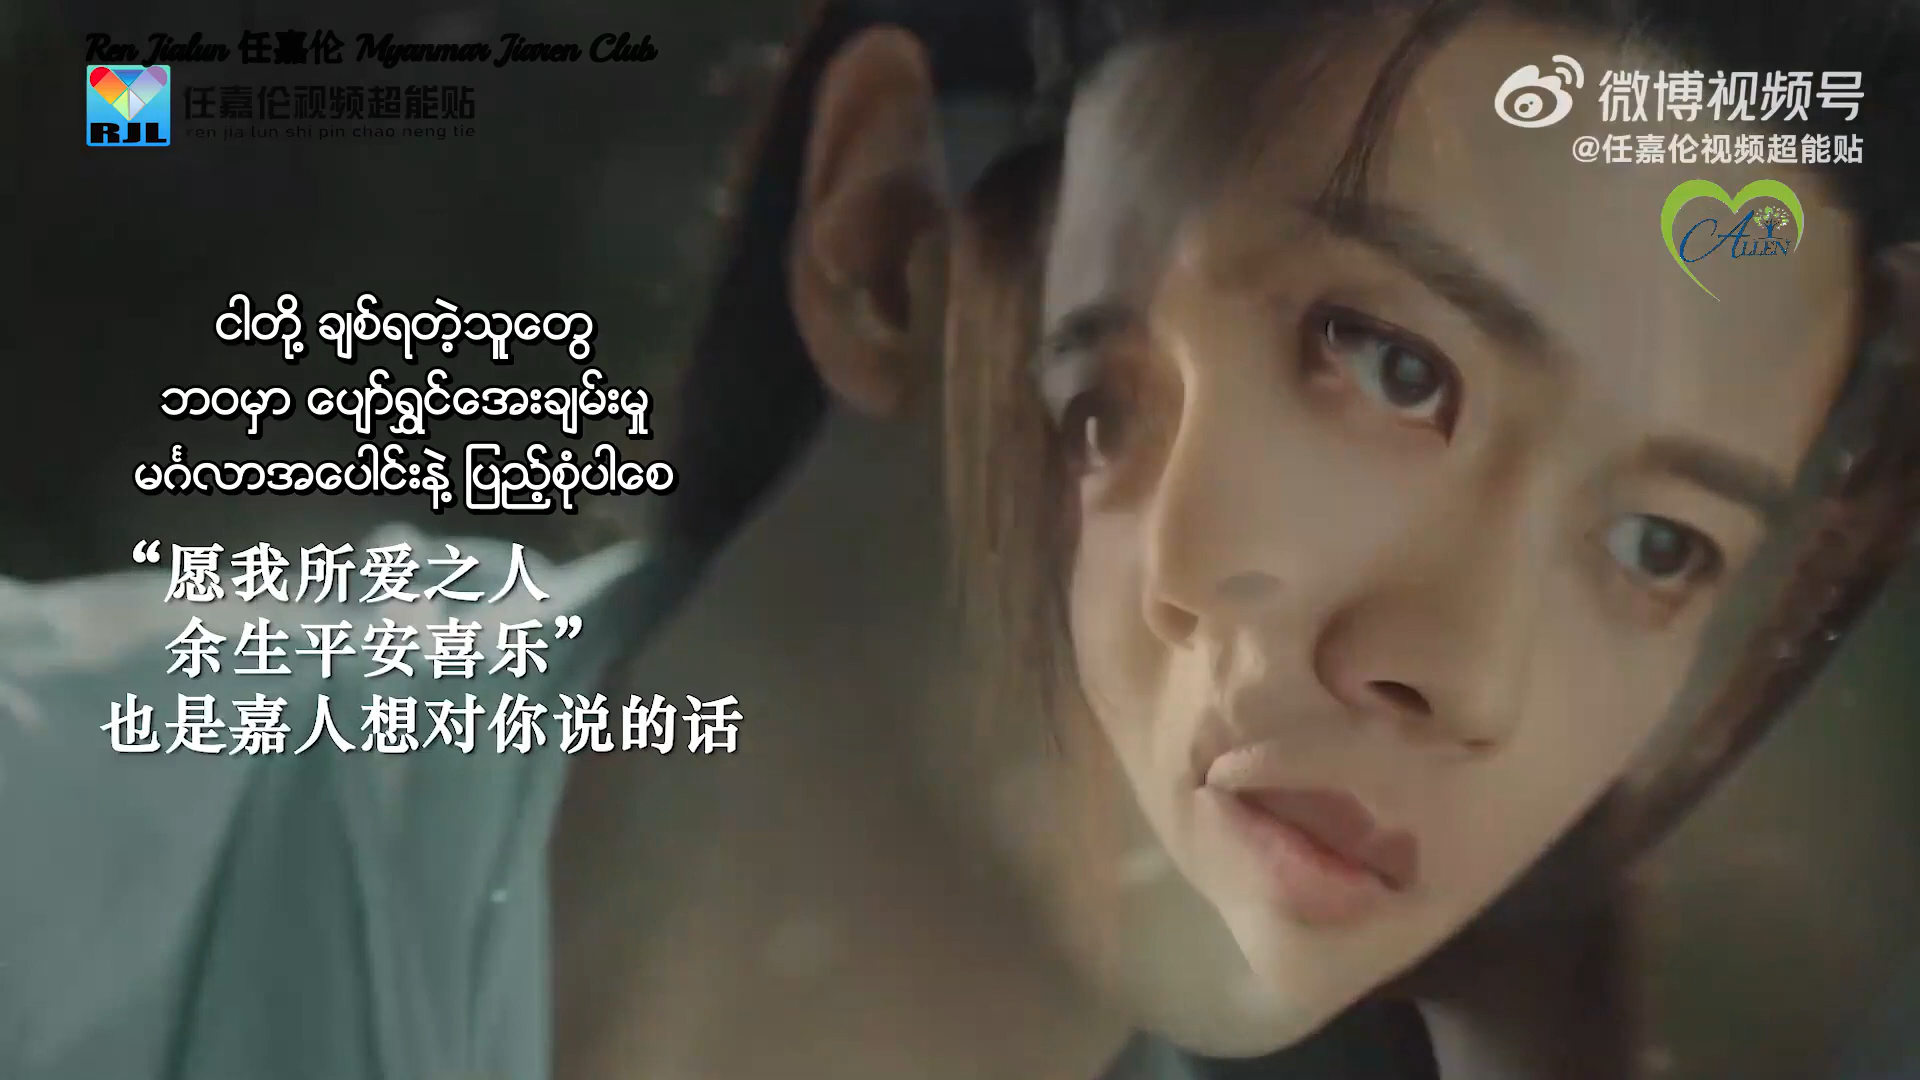 Ren Jialun 任嘉伦 Myanmar Jiaren Club
RJL
任嘉伦视频超能贴
ren jia lun shi pin chao neng tie
微博视频号
@任嘉伦视频超能贴
ALLEN
ငါတို့ ချစ်ရတဲ့သူတွေ
ဘဝမှာ ပျော်ရွှင်အေးချမ်းမှု
မင်္ဂလာအပေါင်းနဲ့ ပြည့်စုံပါစေ
“愿我所爱之人
余生平安喜乐”
也是嘉人想对你说的话